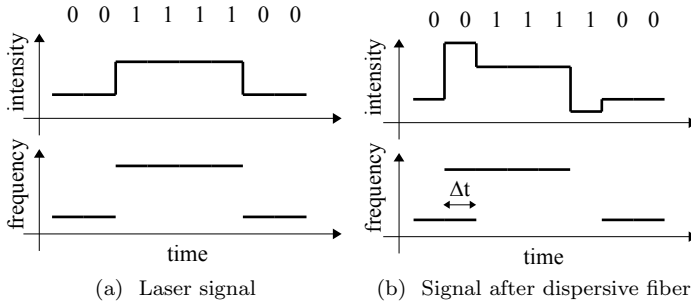 0 0 1 1 1 1 0 0
intensity
frequency
time
(a) Laser signal
0 0 1 1 1 1 0 0
intensity
frequency
Δt
time
(b) Signal after dispersive fiber